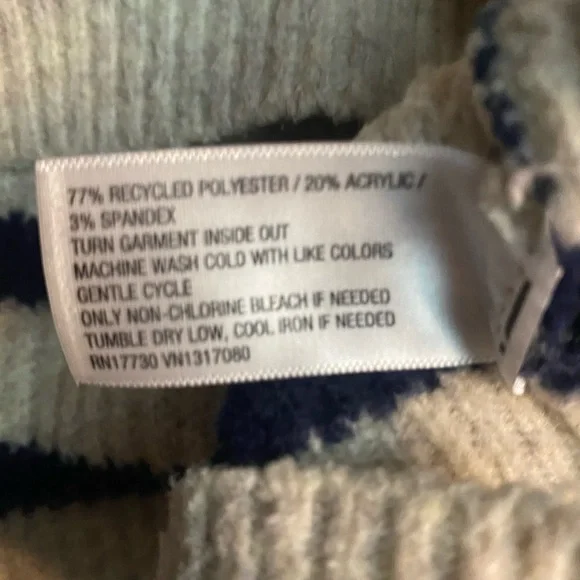 77% RECYCLED POLYESTER / 20% ACRYLIC /
3% SPANDEX
TURN GARMENT INSIDE OUT
MACHINE WASH COLD WITH LIKE COLORS
GENTLE CYCLE
ONLY NON-CHLORINE BLEACH IF NEEDED
TUMBLE DRY LOW, COOL IRON IF NEEDED
RN17730 VN1317080